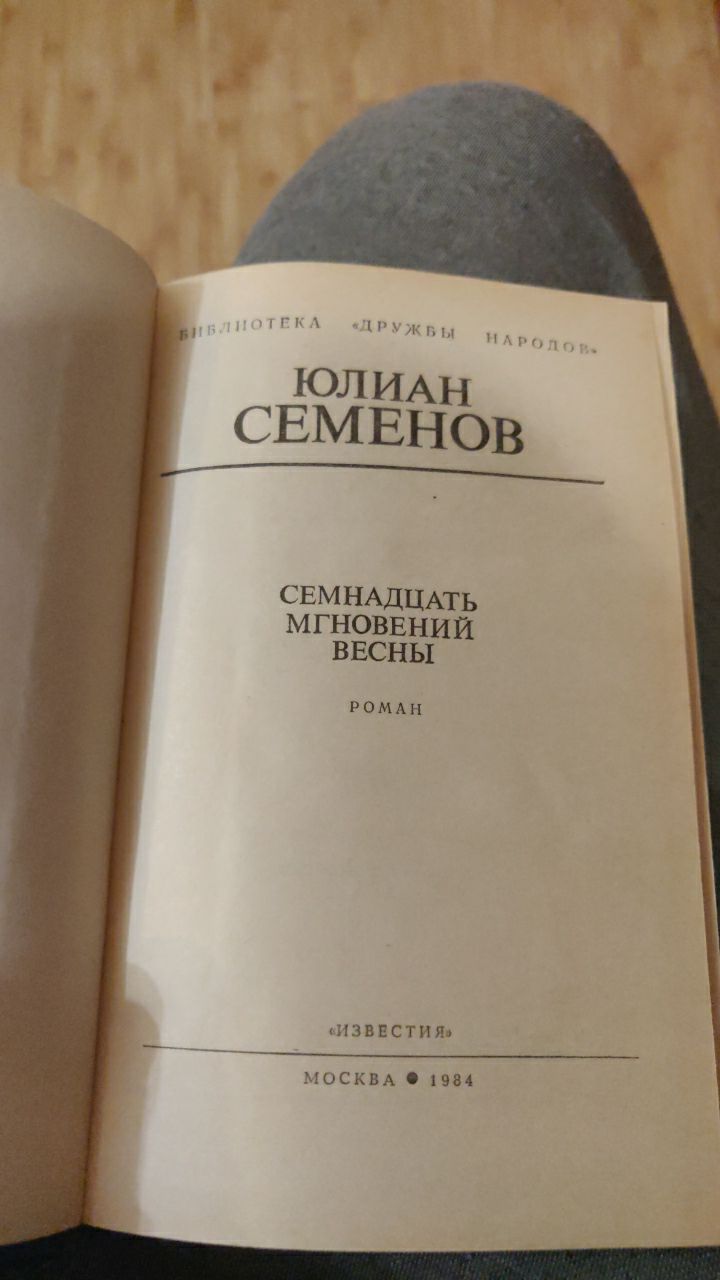 БИБЛИОТЕКА «ДРУЖБЫ НАРОДОВ»
ЮЛИАН
СЕМЕНОВ
СЕМНАДЦАТЬ
МГНОВЕНИЙ
ВЕСНЫ
РОМАН
«ИЗВЕСТИЯ»
МОСКВА ● 1984